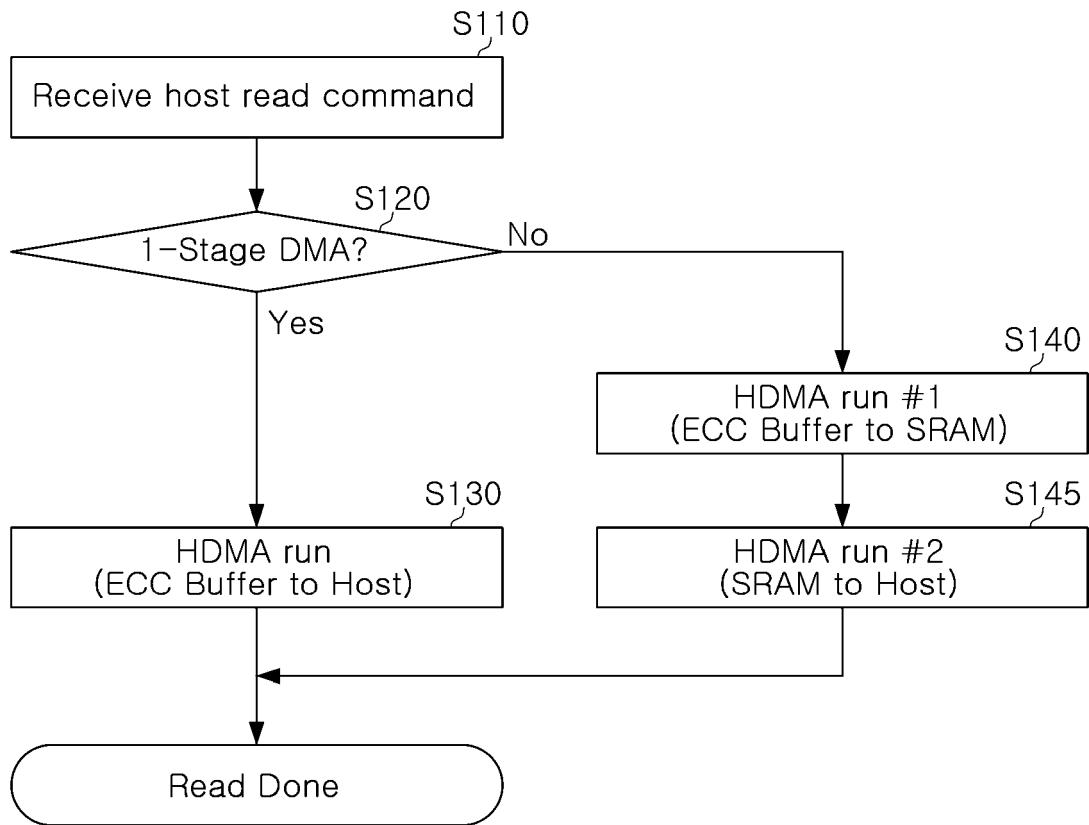 S110
Receive host read command
S120
1-Stage DMA?
No
Yes
S140
HDMA run #1
(ECC Buffer to SRAM)
S130
HDMA run
(ECC Buffer to Host)
S145
HDMA run #2
(SRAM to Host)
Read Done